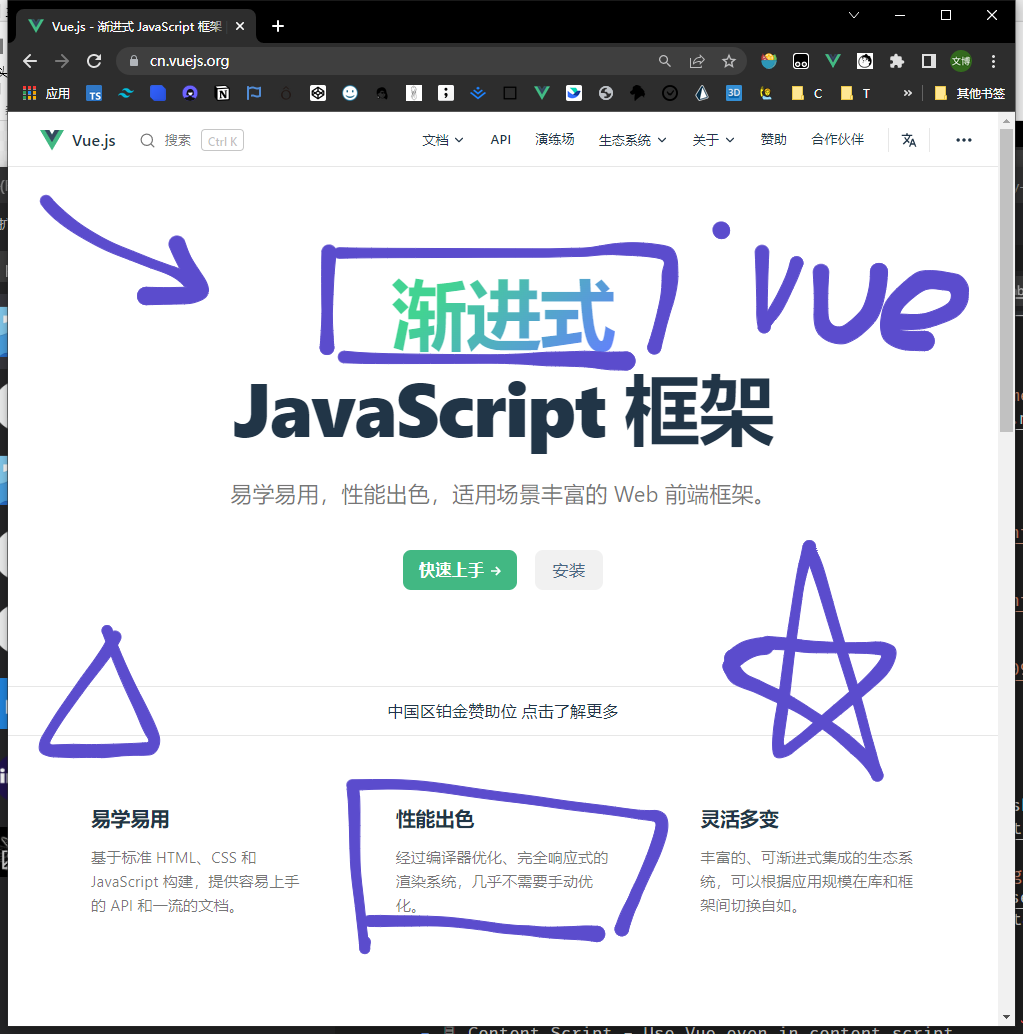 Vue.js - 渐进式 JavaScript 框架
cn.vuejs.org
文博
应用
TS
N
3D
C
T
»
其他书签
Vue.js
搜索
Ctrl K
文档
API
演练场
生态系统
关于
赞助
合作伙伴
渐进式
vue
JavaScript 框架
易学易用，性能出色，适用场景丰富的 Web 前端框架。
快速上手 →
安装
中国区铂金赞助位 点击了解更多
易学易用
基于标准 HTML、CSS 和
JavaScript 构建，提供容易上手
的 API 和一流的文档。
性能出色
经过编译器优化、完全响应式的
渲染系统，几乎不需要手动优
化。
灵活多变
丰富的、可渐进式集成的生态系
统，可以根据应用规模在库和框
架间切换自如。
Content Script - Use Vue even in content script